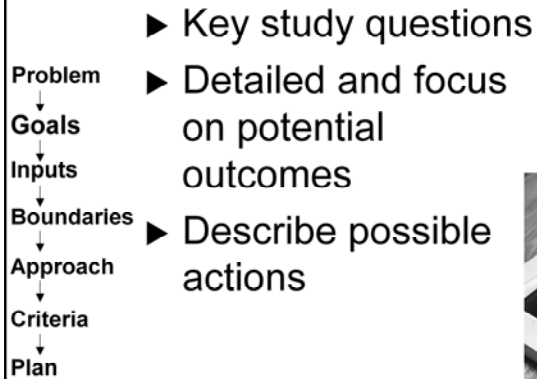 Problem
Goals
Inputs
Boundaries
Approach
Criteria
Plan
► Key study questions
► Detailed and focus
on potential
outcomes
► Describe possible
actions